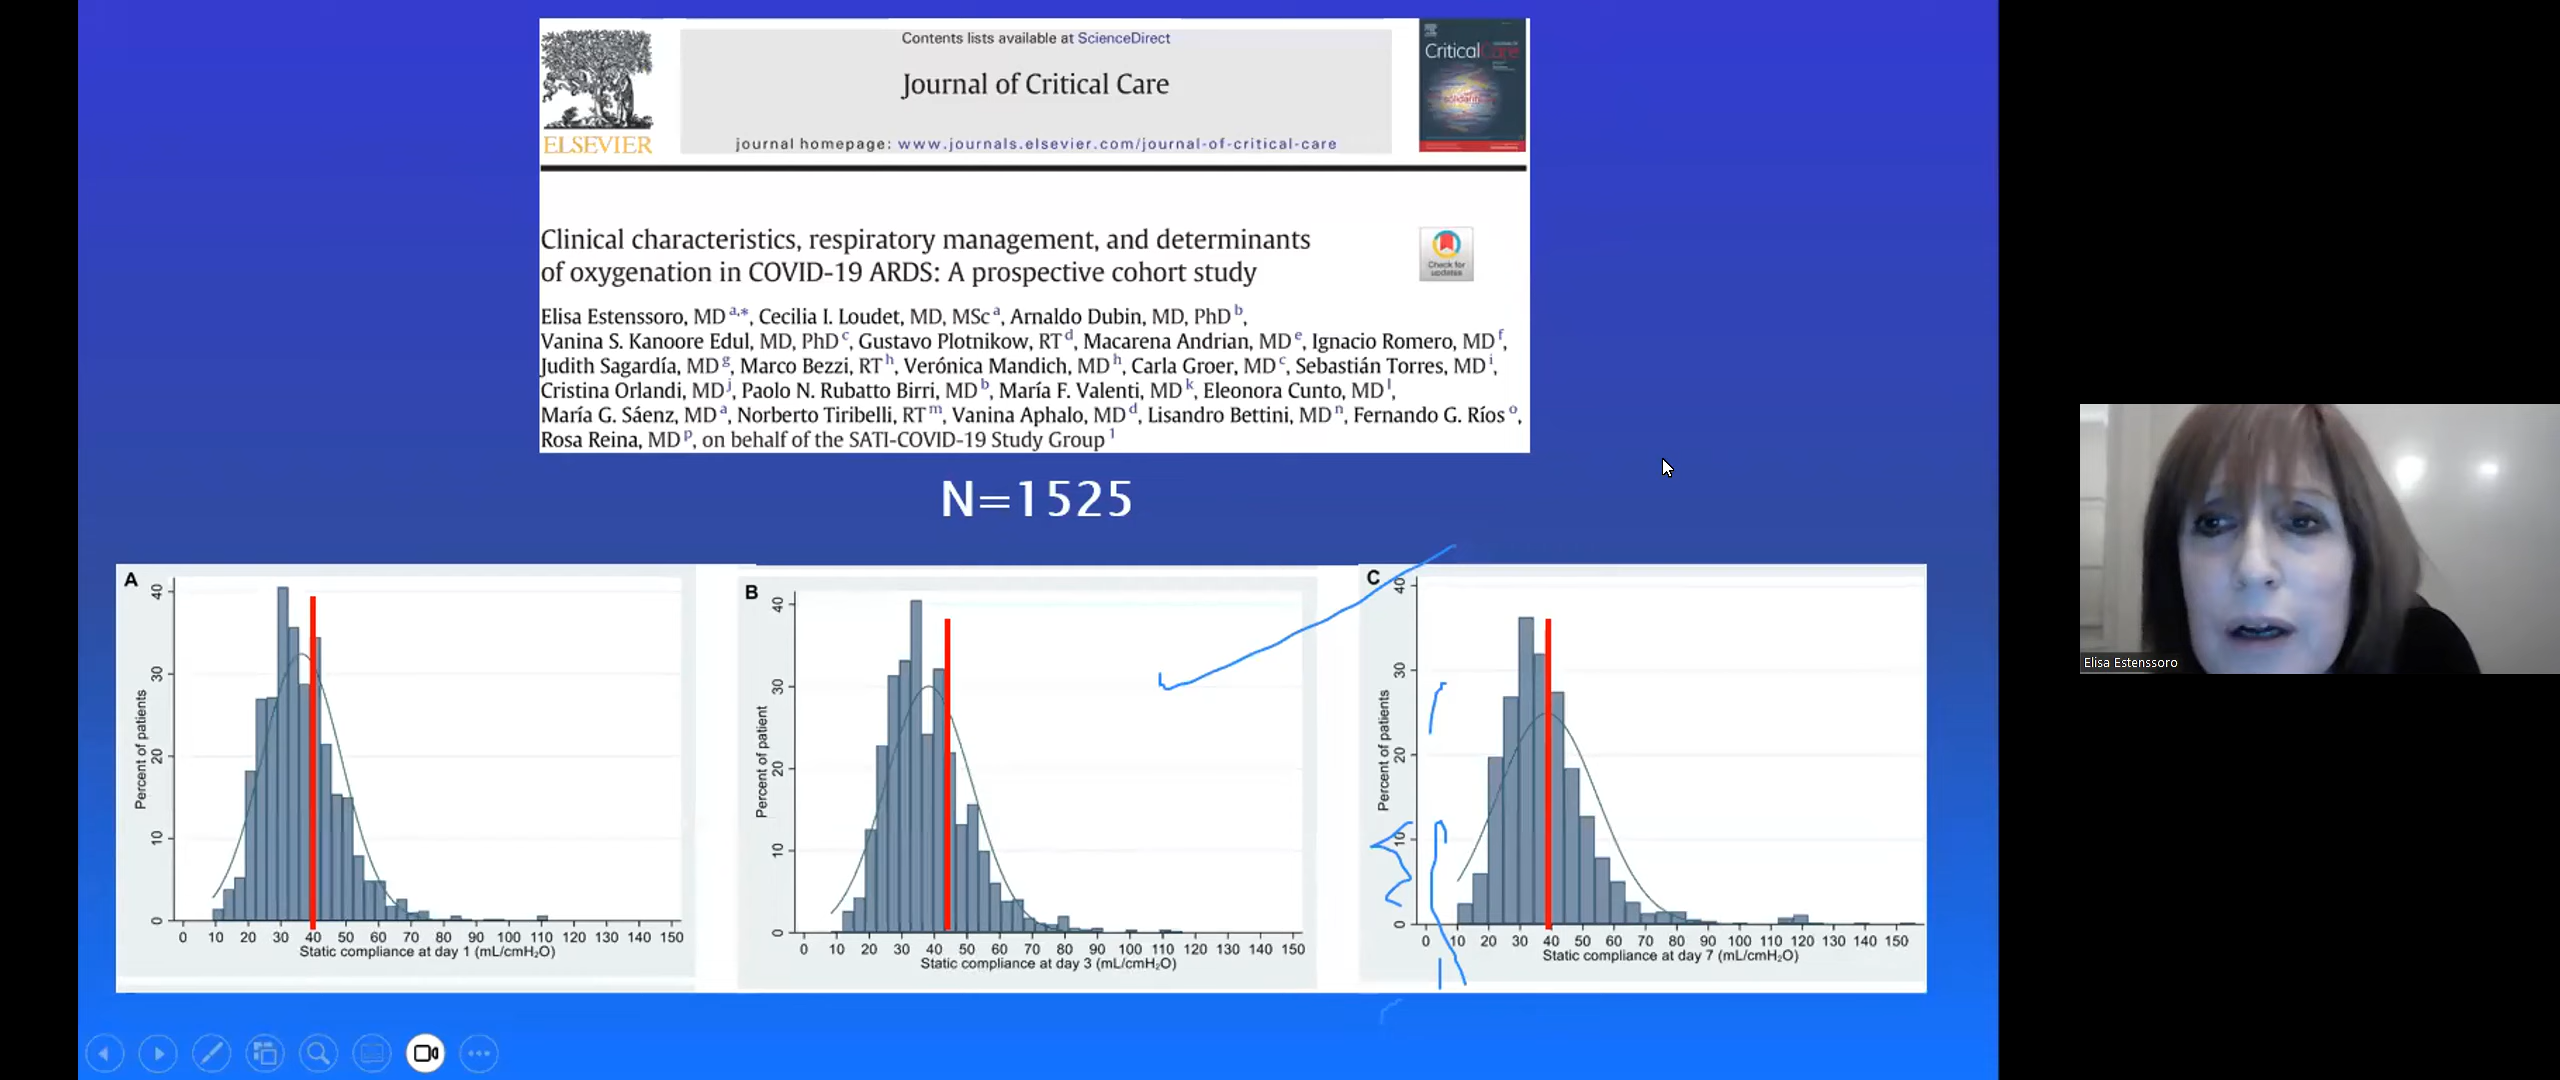 Contents lists available at ScienceDirect
Journal of Critical Care
journal homepage: www.journals.elsevier.com/journal-of-critical-care
ELSEVIER
CriticalCare
solidarity
Clinical characteristics, respiratory management, and determinants
of oxygenation in COVID-19 ARDS: A prospective cohort study
Check for
updates
Elisa Estenssoro, MD a,*, Cecilia I. Loudet, MD, MSc a, Arnaldo Dubin, MD, PhD b,
Vanina S. Kanoore Edul, MD, PhD c, Gustavo Plotnikow, RT d, Macarena Andrian, MD e, Ignacio Romero, MD f,
Judith Sagardía, MD g, Marco Bezzi, RT h, Verónica Mandich, MD h, Carla Groer, MD c, Sebastián Torres, MD i,
Cristina Orlandi, MD j, Paolo N. Rubatto Birri, MD b, María F. Valenti, MD k, Eleonora Cunto, MD l,
María G. Sáenz, MD a, Norberto Tiribelli, RT m, Vanina Aphalo, MD d, Lisandro Bettini, MD n, Fernando G. Ríos o,
Rosa Reina, MD p, on behalf of the SATI-COVID-19 Study Group 1
N=1525
A
Percent of patients
40
30
20
10
0
0 10 20 30 40 50 60 70 80 90 100 110 120 130 140 150
Static compliance at day 1 (mL/cmH₂O)
B
Percent of patient
40
30
20
10
0
0 10 20 30 40 50 60 70 80 90 100 110 120 130 140 150
Static compliance at day 3 (mL/cmH₂O)
C
Percent of patients
40
30
20
10
0
0 10 20 30 40 50 60 70 80 90 100 110 120 130 140 150
Static compliance at day 7 (mL/cmH₂O)
Elisa Estenssoro